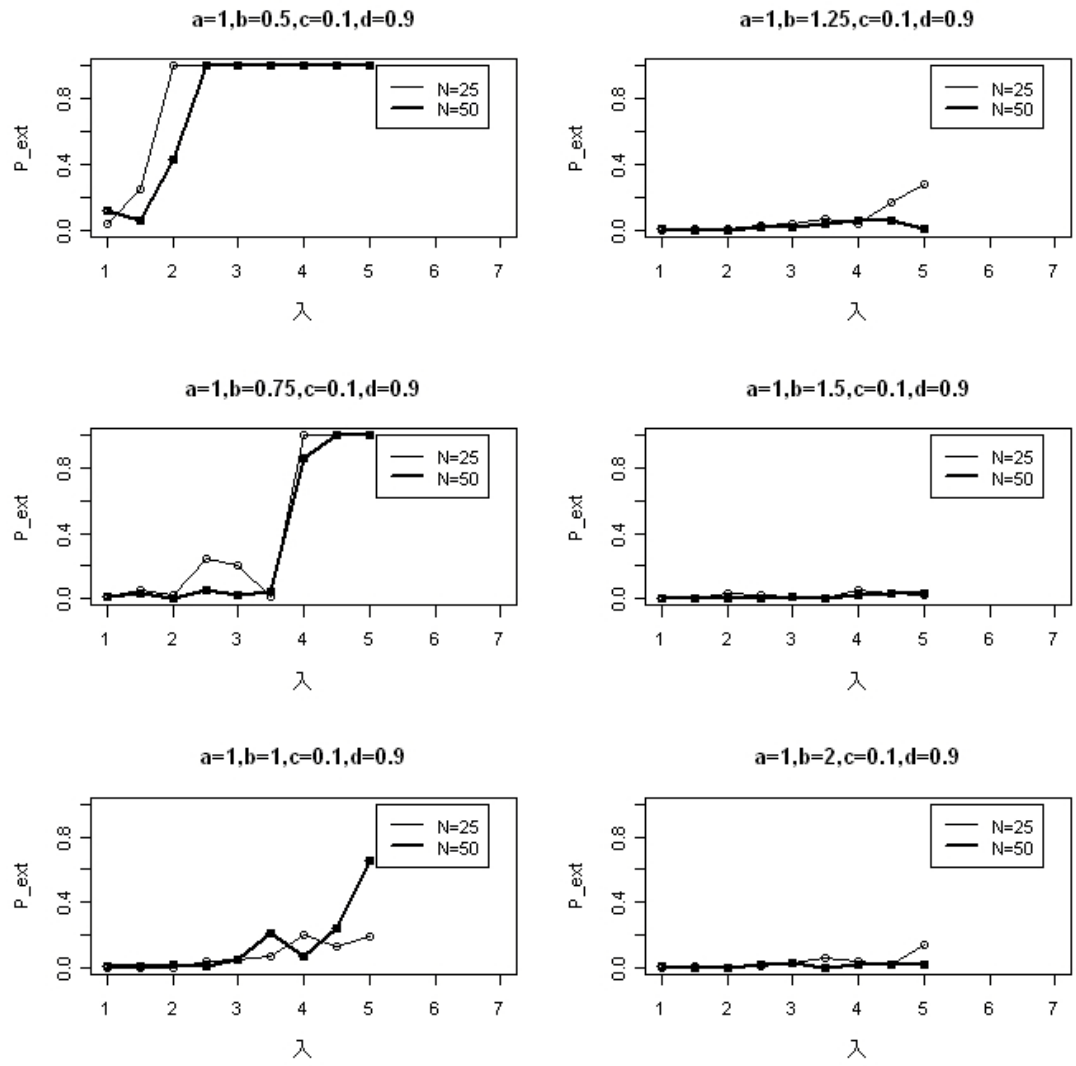 a=1,b=0.5,c=0.1,d=0.9
P_ext
0.0 0.4 0.8
N=25
N=50
1 2 3 4 5 6 7
λ
a=1,b=1.25,c=0.1,d=0.9
P_ext
0.0 0.4 0.8
N=25
N=50
1 2 3 4 5 6 7
λ
a=1,b=0.75,c=0.1,d=0.9
P_ext
0.0 0.4 0.8
N=25
N=50
1 2 3 4 5 6 7
λ
a=1,b=1.5,c=0.1,d=0.9
P_ext
0.0 0.4 0.8
N=25
N=50
1 2 3 4 5 6 7
λ
a=1,b=1,c=0.1,d=0.9
P_ext
0.0 0.4 0.8
N=25
N=50
1 2 3 4 5 6 7
λ
a=1,b=2,c=0.1,d=0.9
P_ext
0.0 0.4 0.8
N=25
N=50
1 2 3 4 5 6 7
λ